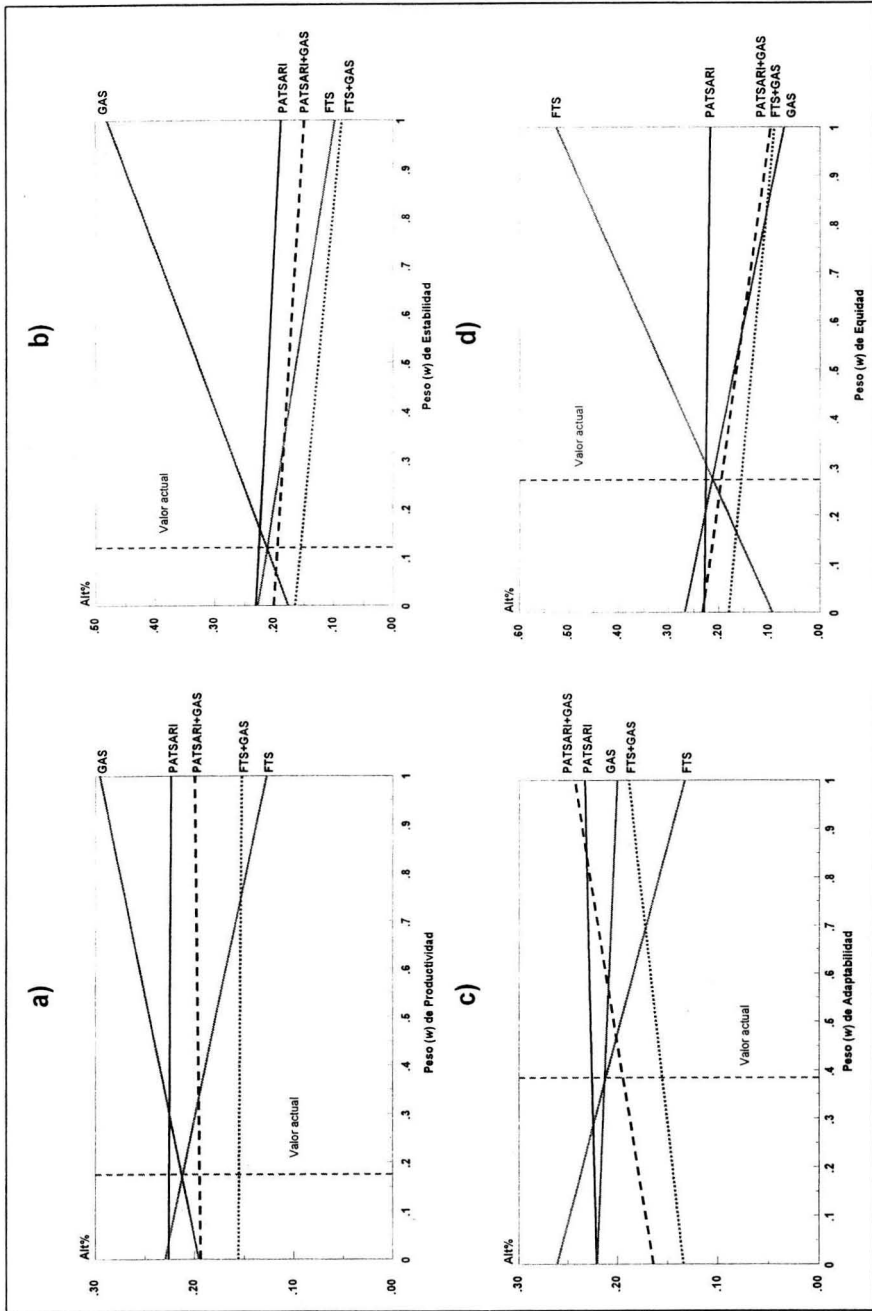 a)
Alt%
.30
.20
.10
.00
Valor actual
GAS
PATSARI
PATSARI+GAS
FTS+GAS
FTS
0 .1 .2 .3 .4 .5 .6 .7 .8 .9 1
Peso (w) de Productividad
b)
Alt%
.50
.40
.30
.20
.10
.00
Valor actual
GAS
PATSARI
PATSARI+GAS
FTS
FTS+GAS
0 .1 .2 .3 .4 .5 .6 .7 .8 .9 1
Peso (w) de Estabilidad
c)
Alt%
.30
.20
.10
.00
Valor actual
PATSARI+GAS
PATSARI
GAS
FTS+GAS
FTS
0 .1 .2 .3 .4 .5 .6 .7 .8 .9 1
Peso (w) de Adaptabilidad
d)
Alt%
.60
.50
.40
.30
.20
.10
.00
Valor actual
FTS
PATSARI
PATSARI+GAS
FTS+GAS
GAS
0 .1 .2 .3 .4 .5 .6 .7 .8 .9 1
Peso (w) de Equidad